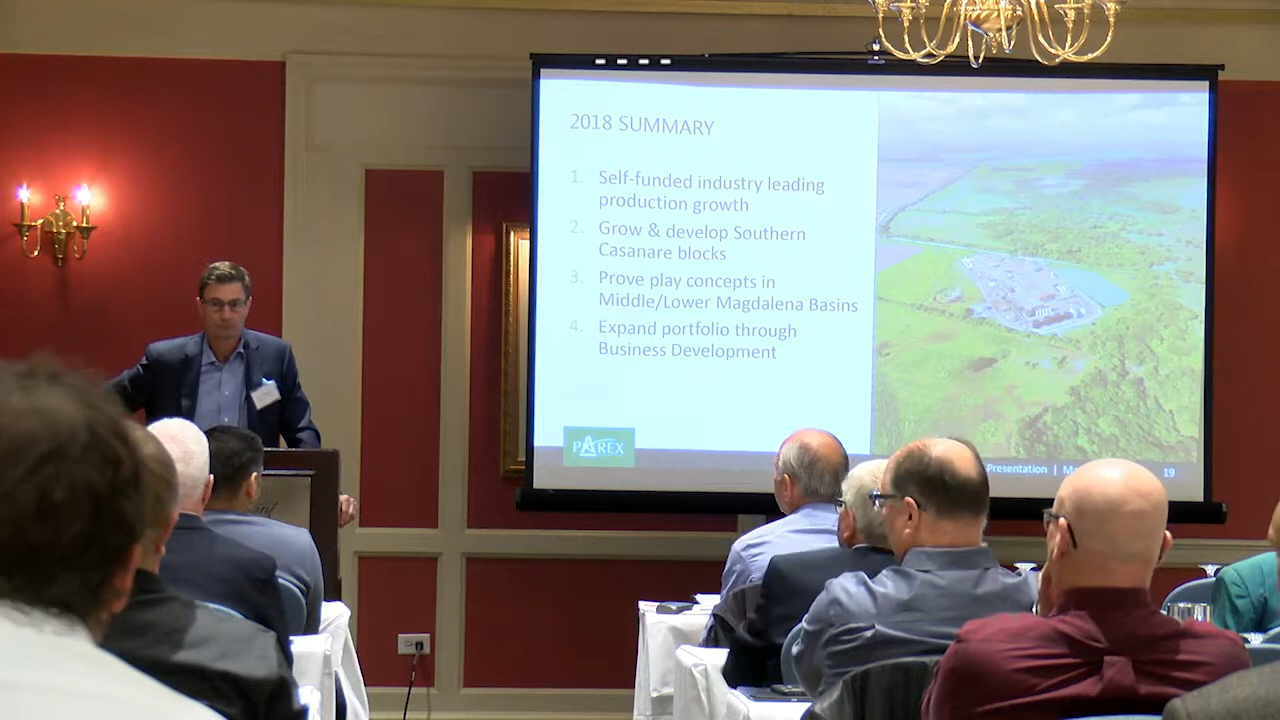 2018 SUMMARY
1. Self-funded industry leading
production growth
2. Grow & develop Southern
Casanare blocks
3. Prove play concepts in
Middle/Lower Magdalena Basins
4. Expand portfolio through
Business Development
PAREX
Presentation |
19